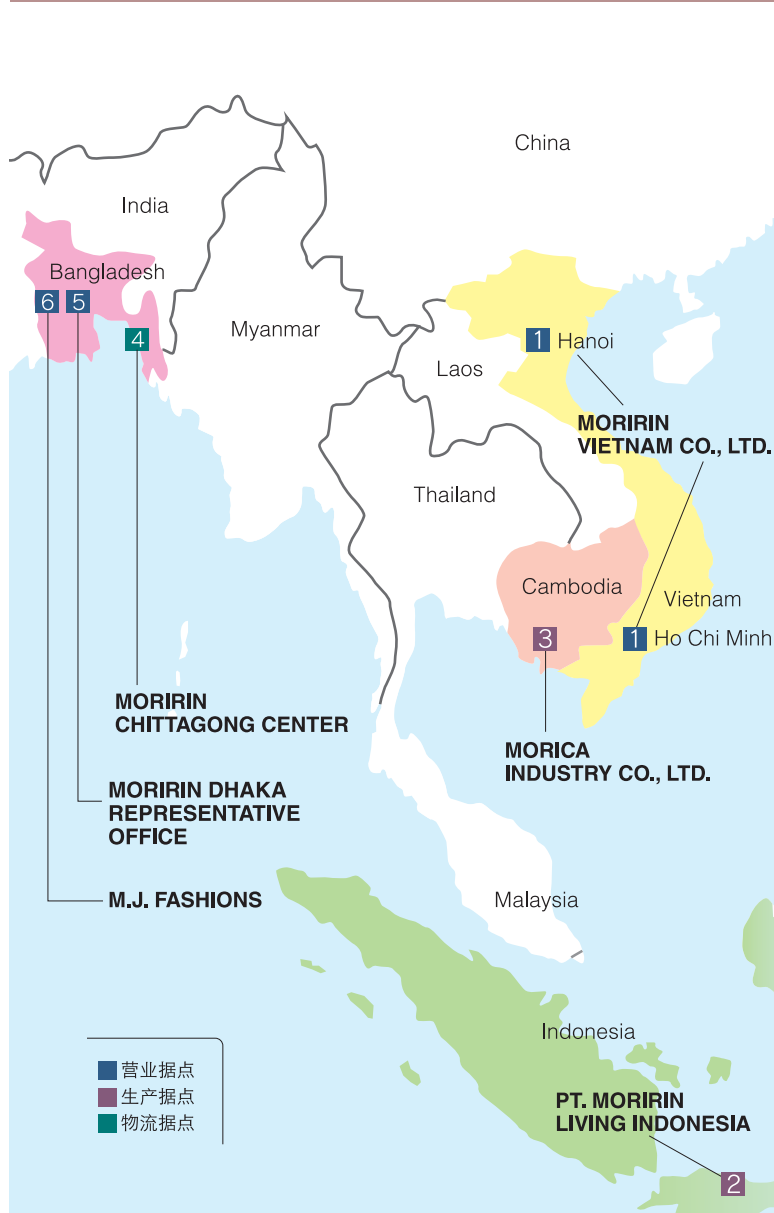 China
India
Bangladesh
6
5
4
Myanmar
1
Hanoi
Laos
MORIRIN
VIETNAM CO., LTD.
Thailand
Cambodia
Vietnam
3
1
Ho Chi Minh
MORIRIN
CHITTAGONG CENTER
MORICA
INDUSTRY CO., LTD.
MORIRIN DHAKA
REPRESENTATIVE
OFFICE
M.J. FASHIONS
Malaysia
Indonesia
营业据点
生产据点
物流据点
PT. MORIRIN
LIVING INDONESIA
2